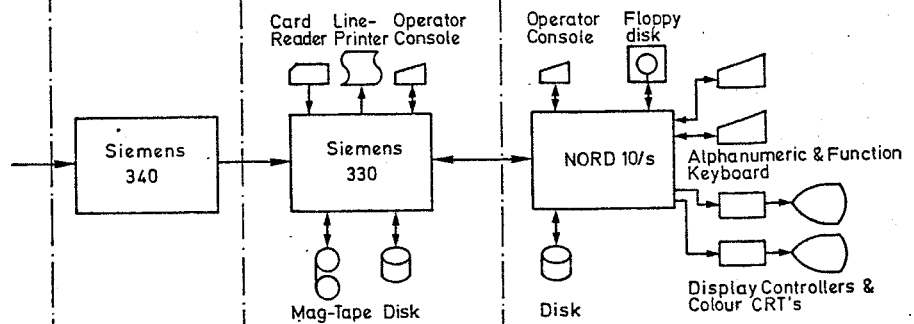 Card
Reader
Line-
Printer
Operator
Console
Operator
Console
Floppy
disk
Siemens
340
Siemens
330
NORD 10/s
Alphanumeric & Function
Keyboard
Mag-Tape
Disk
Disk
Display Controllers &
Colour CRT's